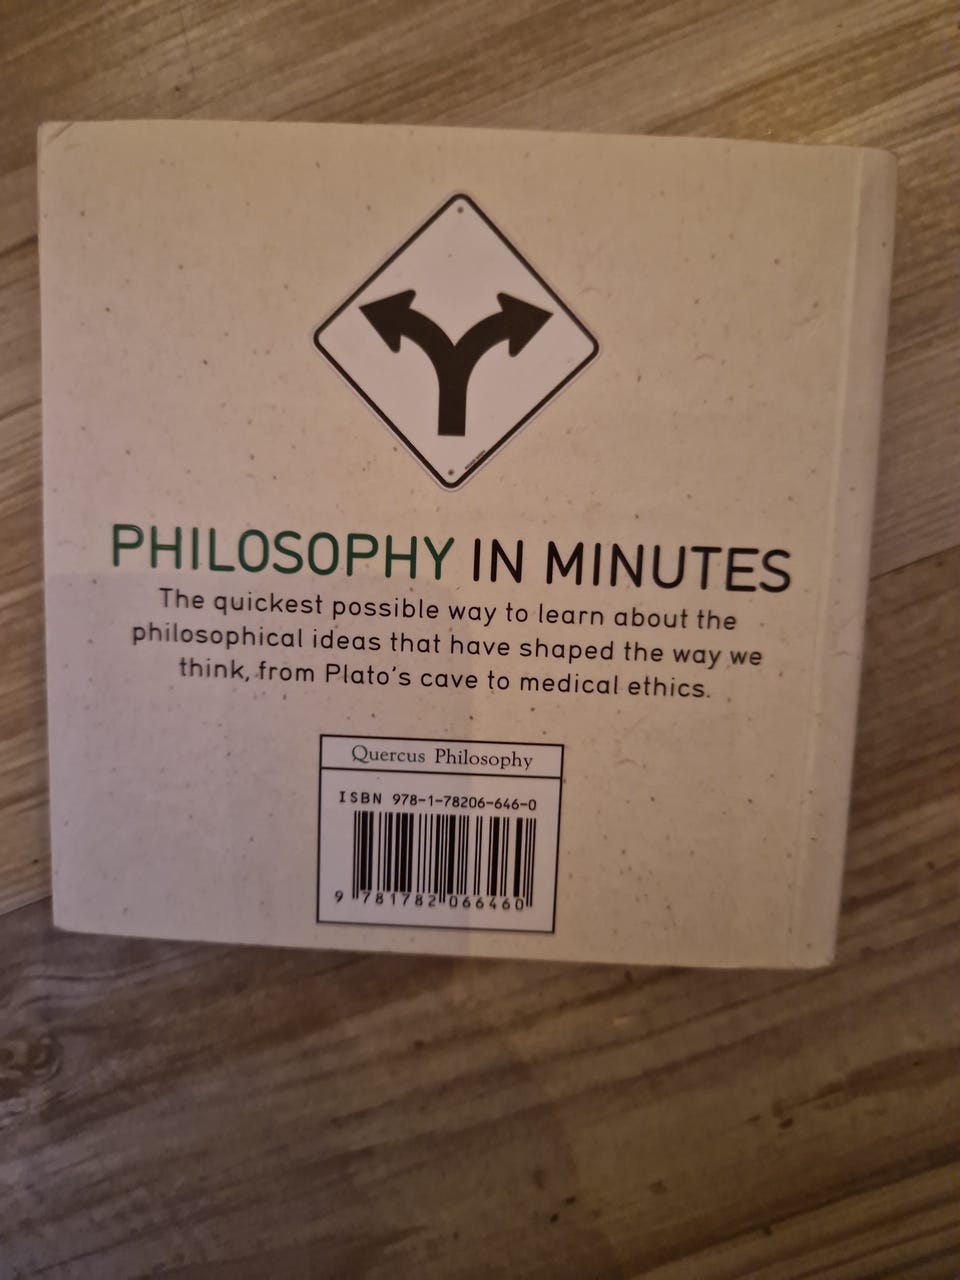 PHILOSOPHY IN MINUTES
The quickest possible way to learn about the
philosophical ideas that have shaped the way we
think, from Plato's cave to medical ethics.
Quercus Philosophy
ISBN 978-1-78206-646-0
9 781782 066460